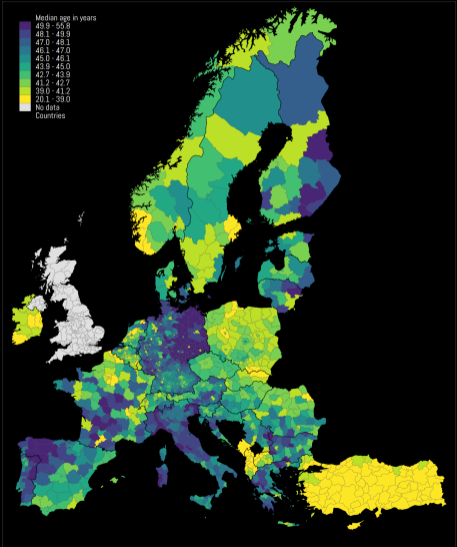 Median age in years
49.9 - 55.8
48.1 - 49.9
47.0 - 48.1
46.1 - 47.0
45.0 - 46.1
43.9 - 45.0
42.7 - 43.9
41.2 - 42.7
39.0 - 41.2
20.1 - 39.0
No data
Countries